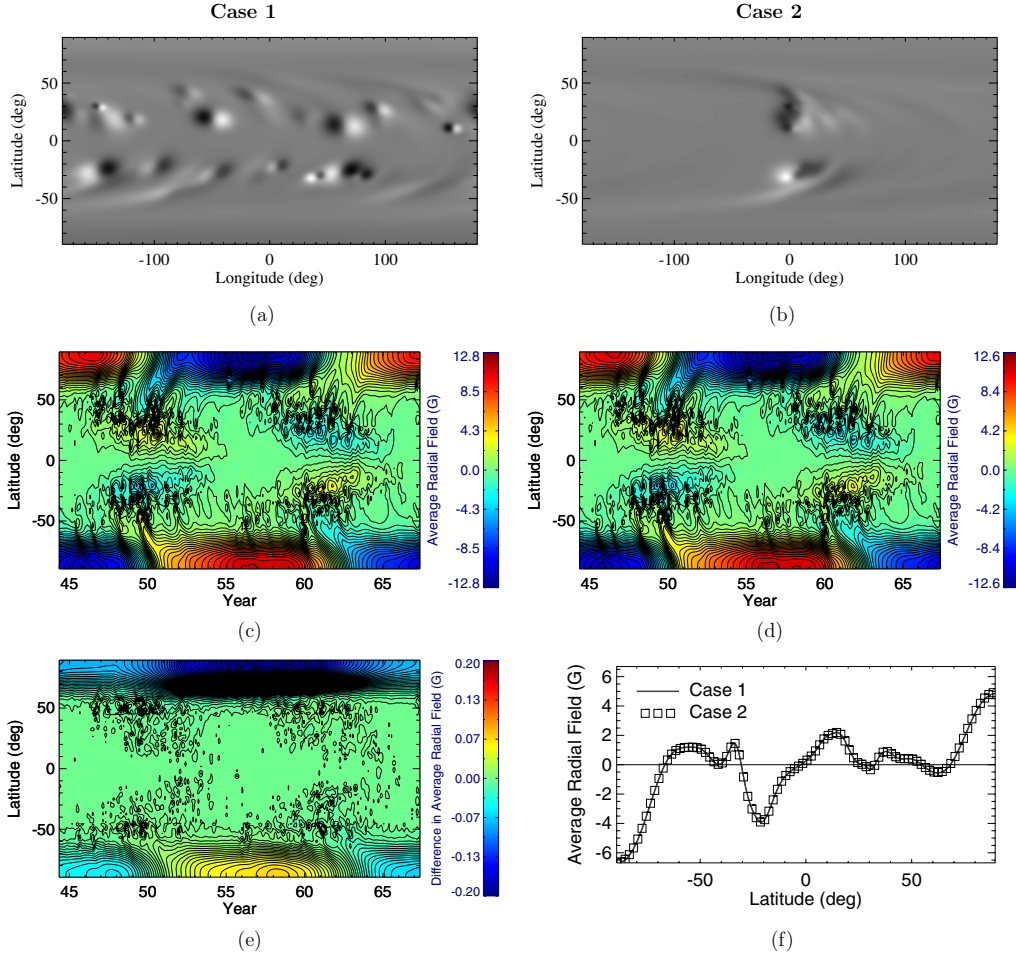 Case 1
Case 2
Latitude (deg)
50
0
-50
-100
0
100
Longitude (deg)
(a)
Latitude (deg)
50
0
-50
-100
0
100
Longitude (deg)
(b)
Latitude (deg)
50
0
-50
45
50
55
60
65
Year
12.8
8.5
4.3
0.0
-4.3
-8.5
-12.8
Average Radial Field (G)
(c)
Latitude (deg)
50
0
-50
45
50
55
60
65
Year
12.6
8.4
4.2
0.0
-4.2
-8.4
-12.6
Average Radial Field (G)
(d)
Latitude (deg)
50
0
-50
45
50
55
60
65
Year
0.20
0.13
0.07
0.00
-0.07
-0.13
-0.20
Difference in Average Radial Field (G)
(e)
Average Radial Field (G)
6
4
2
0
-2
-4
-6
Case 1
Case 2
-50
0
50
Latitude (deg)
(f)